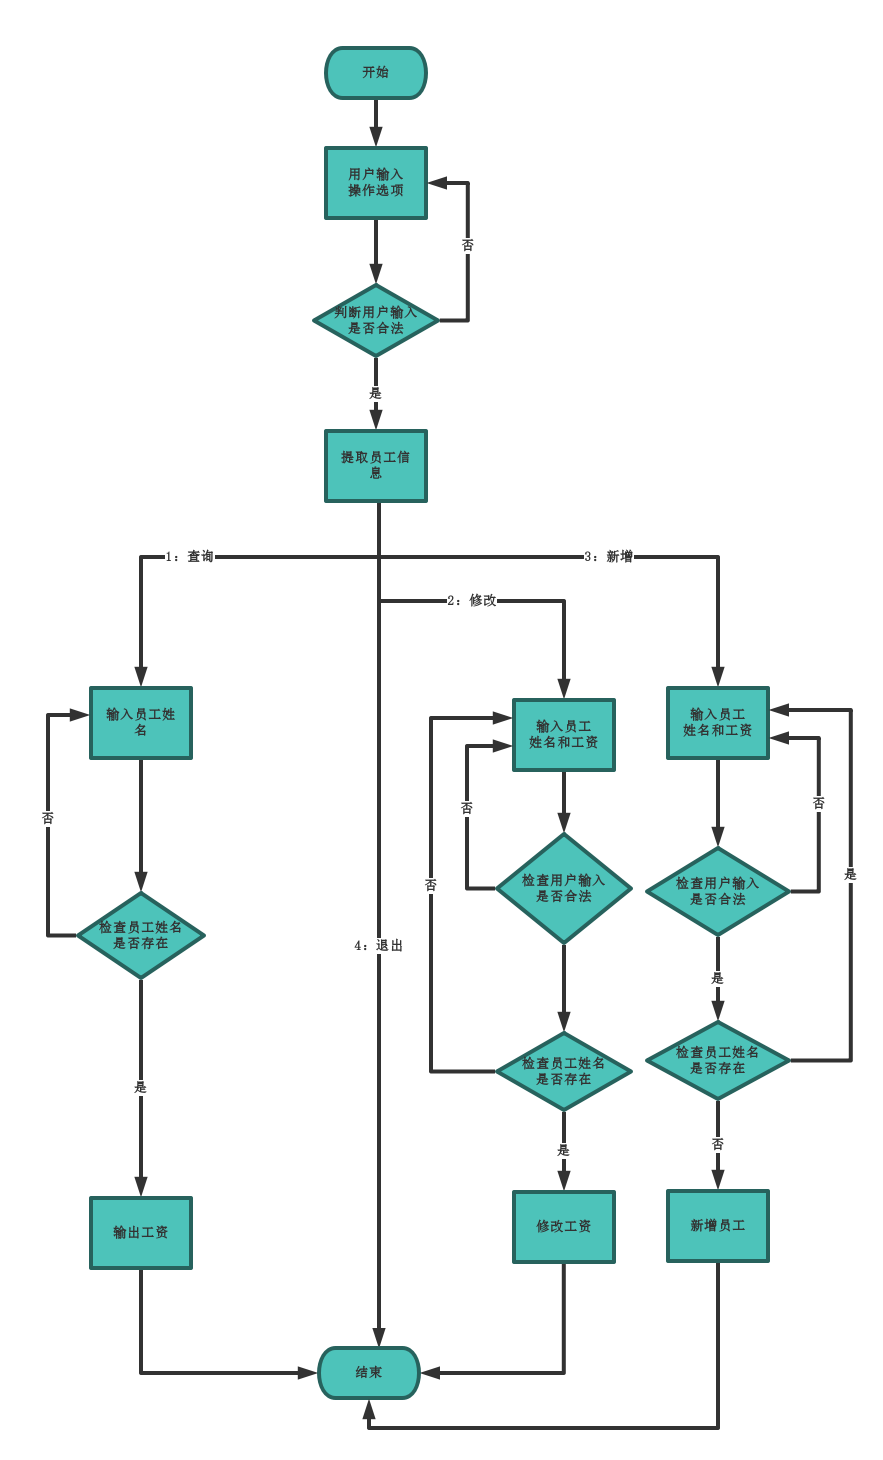 开始
用户输入
操作选项
否
判断用户输入
是否合法
是
提取员工信
息
1: 查询
3: 新增
2: 修改
输入员工姓
名
输入员工
姓名和工资
输入员工
姓名和工资
否
否
否
检查用户输入
是否合法
检查用户输入
是否合法
否
是
检查员工姓名
是否存在
4: 退出
是
检查员工姓名
是否存在
检查员工姓名
是否存在
是
是
否
输出工资
修改工资
新增员工
结束